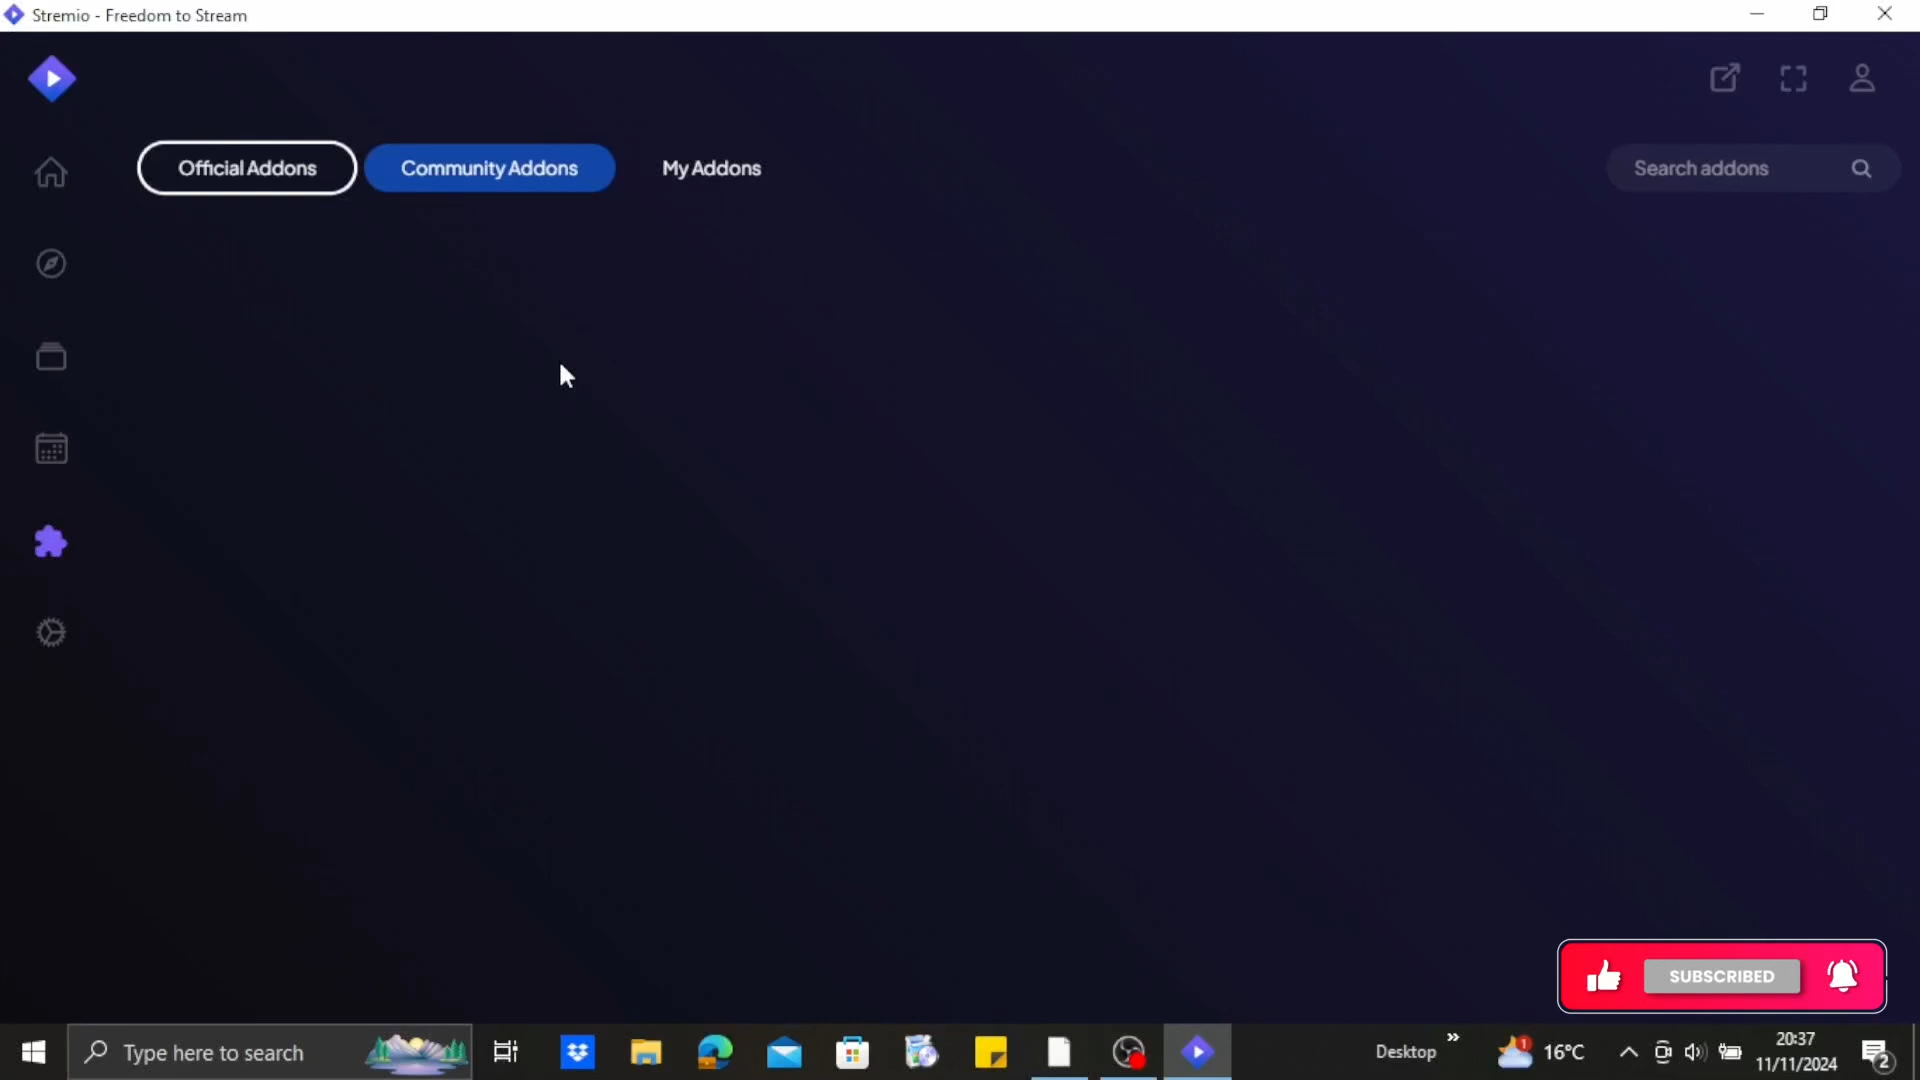 Stremio - Freedom to Stream
Official Addons
Community Addons
My Addons
Search addons
SUBSCRIBED
Type here to search
Desktop
»
1
16°C
20:37
11/11/2024
2